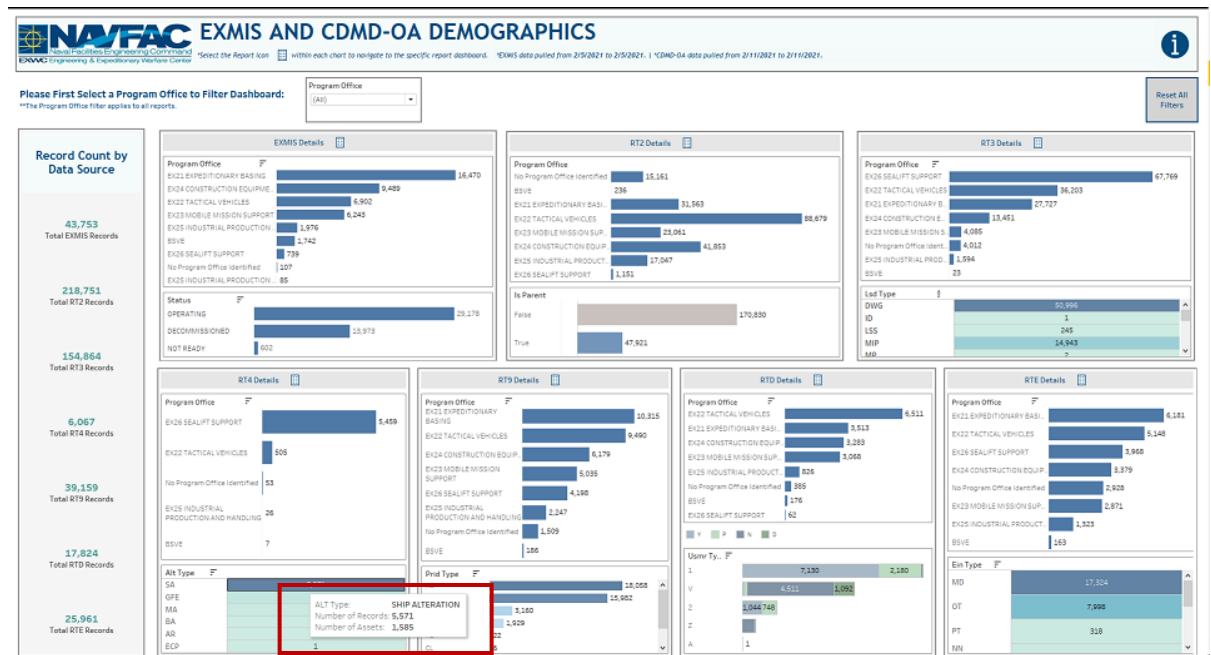 NAVFAC
Naval Facilities Engineering Command
EXWC Engineering & Expeditionary Warfare Center
EXMIS AND CDMD-OA DEMOGRAPHICS
*Select the Report Icon within each chart to navigate to the specific report dashboard. *EXMIS data pulled from 2/5/2021 to 2/5/2021. | *CDMD-OA data pulled from 2/11/2021 to 2/11/2021.
i
Please First Select a Program Office to Filter Dashboard:
**The Program Office filter applies to all reports.
Program Office
(All)
Reset All
Filters
Record Count by
Data Source
43,753
Total EXMIS Records
218,751
Total RT2 Records
154,864
Total RT3 Records
6,067
Total RT4 Records
39,159
Total RT9 Records
17,824
Total RTD Records
25,961
Total RTE Records
EXMIS Details
Program Office
EX21 EXPEDITIONARY BASING 16,470
EX24 CONSTRUCTION EQUIPME.. 9,489
EX22 TACTICAL VEHICLES 6,902
EX23 MOBILE MISSION SUPPORT 6,243
EX25 INDUSTRIAL PRODUCTION .. 1,976
BSVE 1,742
EX26 SEALIFT SUPPORT 739
No Program Office Identified 107
EX25 INDUSTRIAL PRODUCTION .. 85
Status
OPERATING 29,178
DECOMMISSIONED 13,973
NOT READY 602
RT2 Details
Program Office
No Program Office Identified 15,161
BSVE 236
EX21 EXPEDITIONARY BASI.. 31,563
EX22 TACTICAL VEHICLES 88,679
EX23 MOBILE MISSION SUP.. 23,061
EX24 CONSTRUCTION EQUIP.. 41,853
EX25 INDUSTRIAL PRODUCT.. 17,047
EX26 SEALIFT SUPPORT 1,151
Is Parent
False 170,830
True 47,921
RT3 Details
Program Office
EX26 SEALIFT SUPPORT 67,769
EX22 TACTICAL VEHICLES 36,203
EX21 EXPEDITIONARY B.. 27,727
EX24 CONSTRUCTION E.. 13,451
EX23 MOBILE MISSION S.. 4,085
No Program Office Ident.. 4,012
EX25 INDUSTRIAL PROD.. 1,594
BSVE 23
Lsd Type
DWG 50,996
ID 1
LSS 245
MIP 14,943
MP 2
RT4 Details
Program Office
EX26 SEALIFT SUPPORT 5,459
EX22 TACTICAL VEHICLES 505
No Program Office Identified 53
EX25 INDUSTRIAL
PRODUCTION AND HANDLING 26
BSVE 7
Alt Type
SA
GFE
MA
BA
AR
ECP 1
ALT Type: SHIP ALTERATION
Number of Records: 5,571
Number of Assets: 1,585
RT9 Details
Program Office
EX21 EXPEDITIONARY
BASING 10,315
EX22 TACTICAL VEHICLES 9,490
EX24 CONSTRUCTION EQUIP.. 6,179
EX23 MOBILE MISSION
SUPPORT 5,035
EX26 SEALIFT SUPPORT 4,198
EX25 INDUSTRIAL
PRODUCTION AND HANDLING 2,247
No Program Office Identified 1,509
BSVE 186
Prid Type
18,058
15,982
3,160
1,929
22
CL
RTD Details
Program Office
EX22 TACTICAL VEHICLES 6,511
EX21 EXPEDITIONARY BASI.. 3,513
EX24 CONSTRUCTION EQUIP.. 3,283
EX23 MOBILE MISSION SUP.. 3,068
EX25 INDUSTRIAL PRODUCT.. 826
No Program Office Identified 385
BSVE 176
EX26 SEALIFT SUPPORT 62
Y P N D
Usmr Ty..
1 7,130 2,180
V 4,511 1,092
2 1,044 748
Z
A 1
RTE Details
Program Office
EX21 EXPEDITIONARY BASI.. 6,181
EX22 TACTICAL VEHICLES 5,148
EX26 SEALIFT SUPPORT 3,968
EX24 CONSTRUCTION EQUIP.. 3,379
No Program Office Identified 2,928
EX23 MOBILE MISSION SUP.. 2,871
EX25 INDUSTRIAL PRODUCT.. 1,323
BSVE 163
Ein Type
MD 17,324
OT 7,998
PT 318
NN